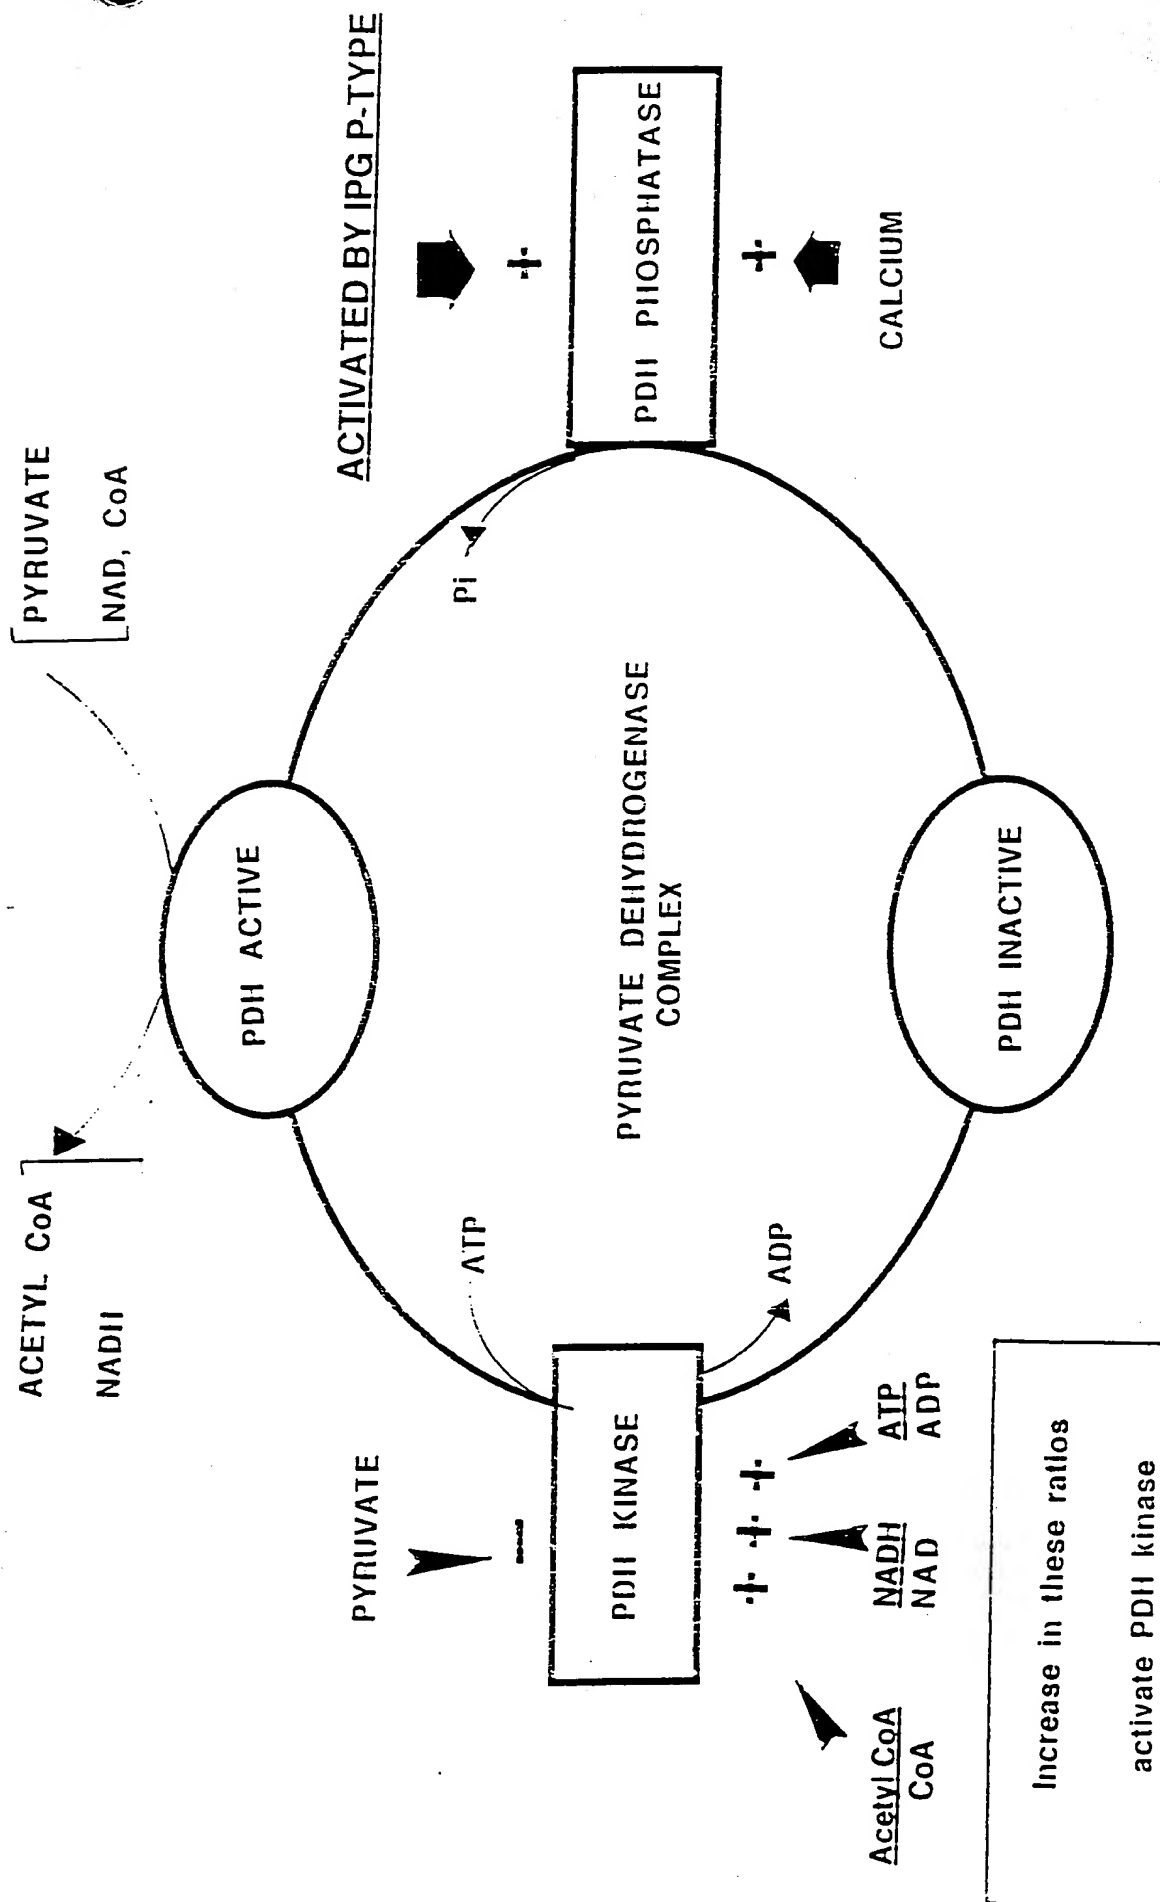 ACETYL CoA
NADH
PYRUVATE
NAD, CoA
PDH ACTIVE
ACTIVATED BY IPG P-TYPE
PYRUVATE
-
ATP
Pi
+
PDH KINASE
PYRUVATE DEHYDROGENASE
COMPLEX
PDH PHOSPHATASE
+ + +
ADP
+
Acetyl CoA
CoA
NADH
NAD
ATP
ADP
CALCIUM
PDH INACTIVE
Increase in these ratios
activate PDH kinase